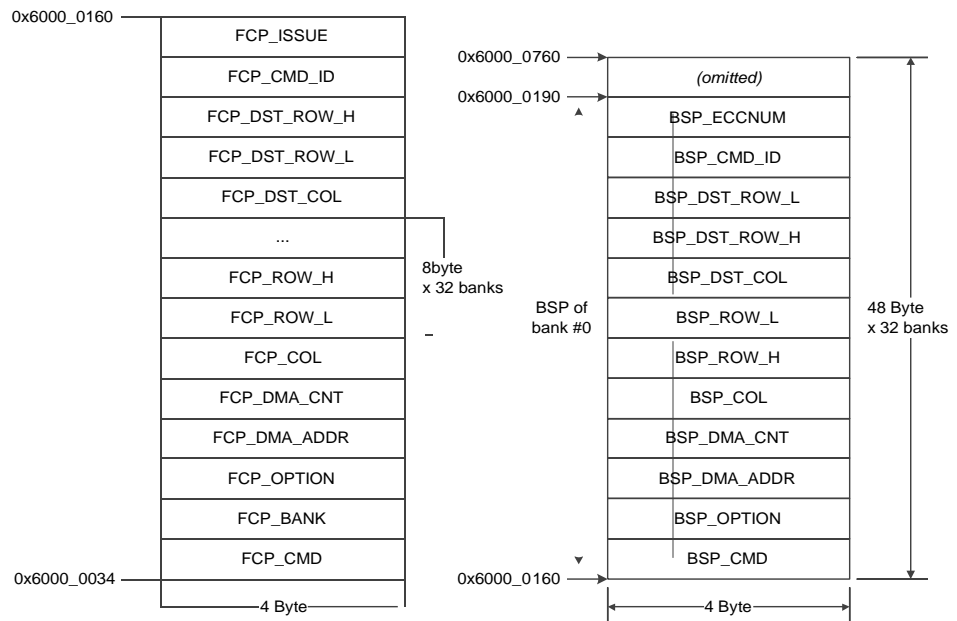 0x6000_0160
FCP_ISSUE
FCP_CMD_ID
FCP_DST_ROW_H
FCP_DST_ROW_L
FCP_DST_COL
...
FCP_ROW_H
FCP_ROW_L
FCP_COL
FCP_DMA_CNT
FCP_DMA_ADDR
FCP_OPTION
FCP_BANK
FCP_CMD
0x6000_0034
4 Byte
8byte
x 32 banks
0x6000_0760
(omitted)
0x6000_0190
BSP_ECCNUM
BSP_CMD_ID
BSP_DST_ROW_L
BSP_DST_ROW_H
BSP_DST_COL
BSP_ROW_L
BSP_ROW_H
BSP_COL
BSP_DMA_CNT
BSP_DMA_ADDR
BSP_OPTION
BSP_CMD
BSP of
bank #0
0x6000_0160
4 Byte
48 Byte
x 32 banks